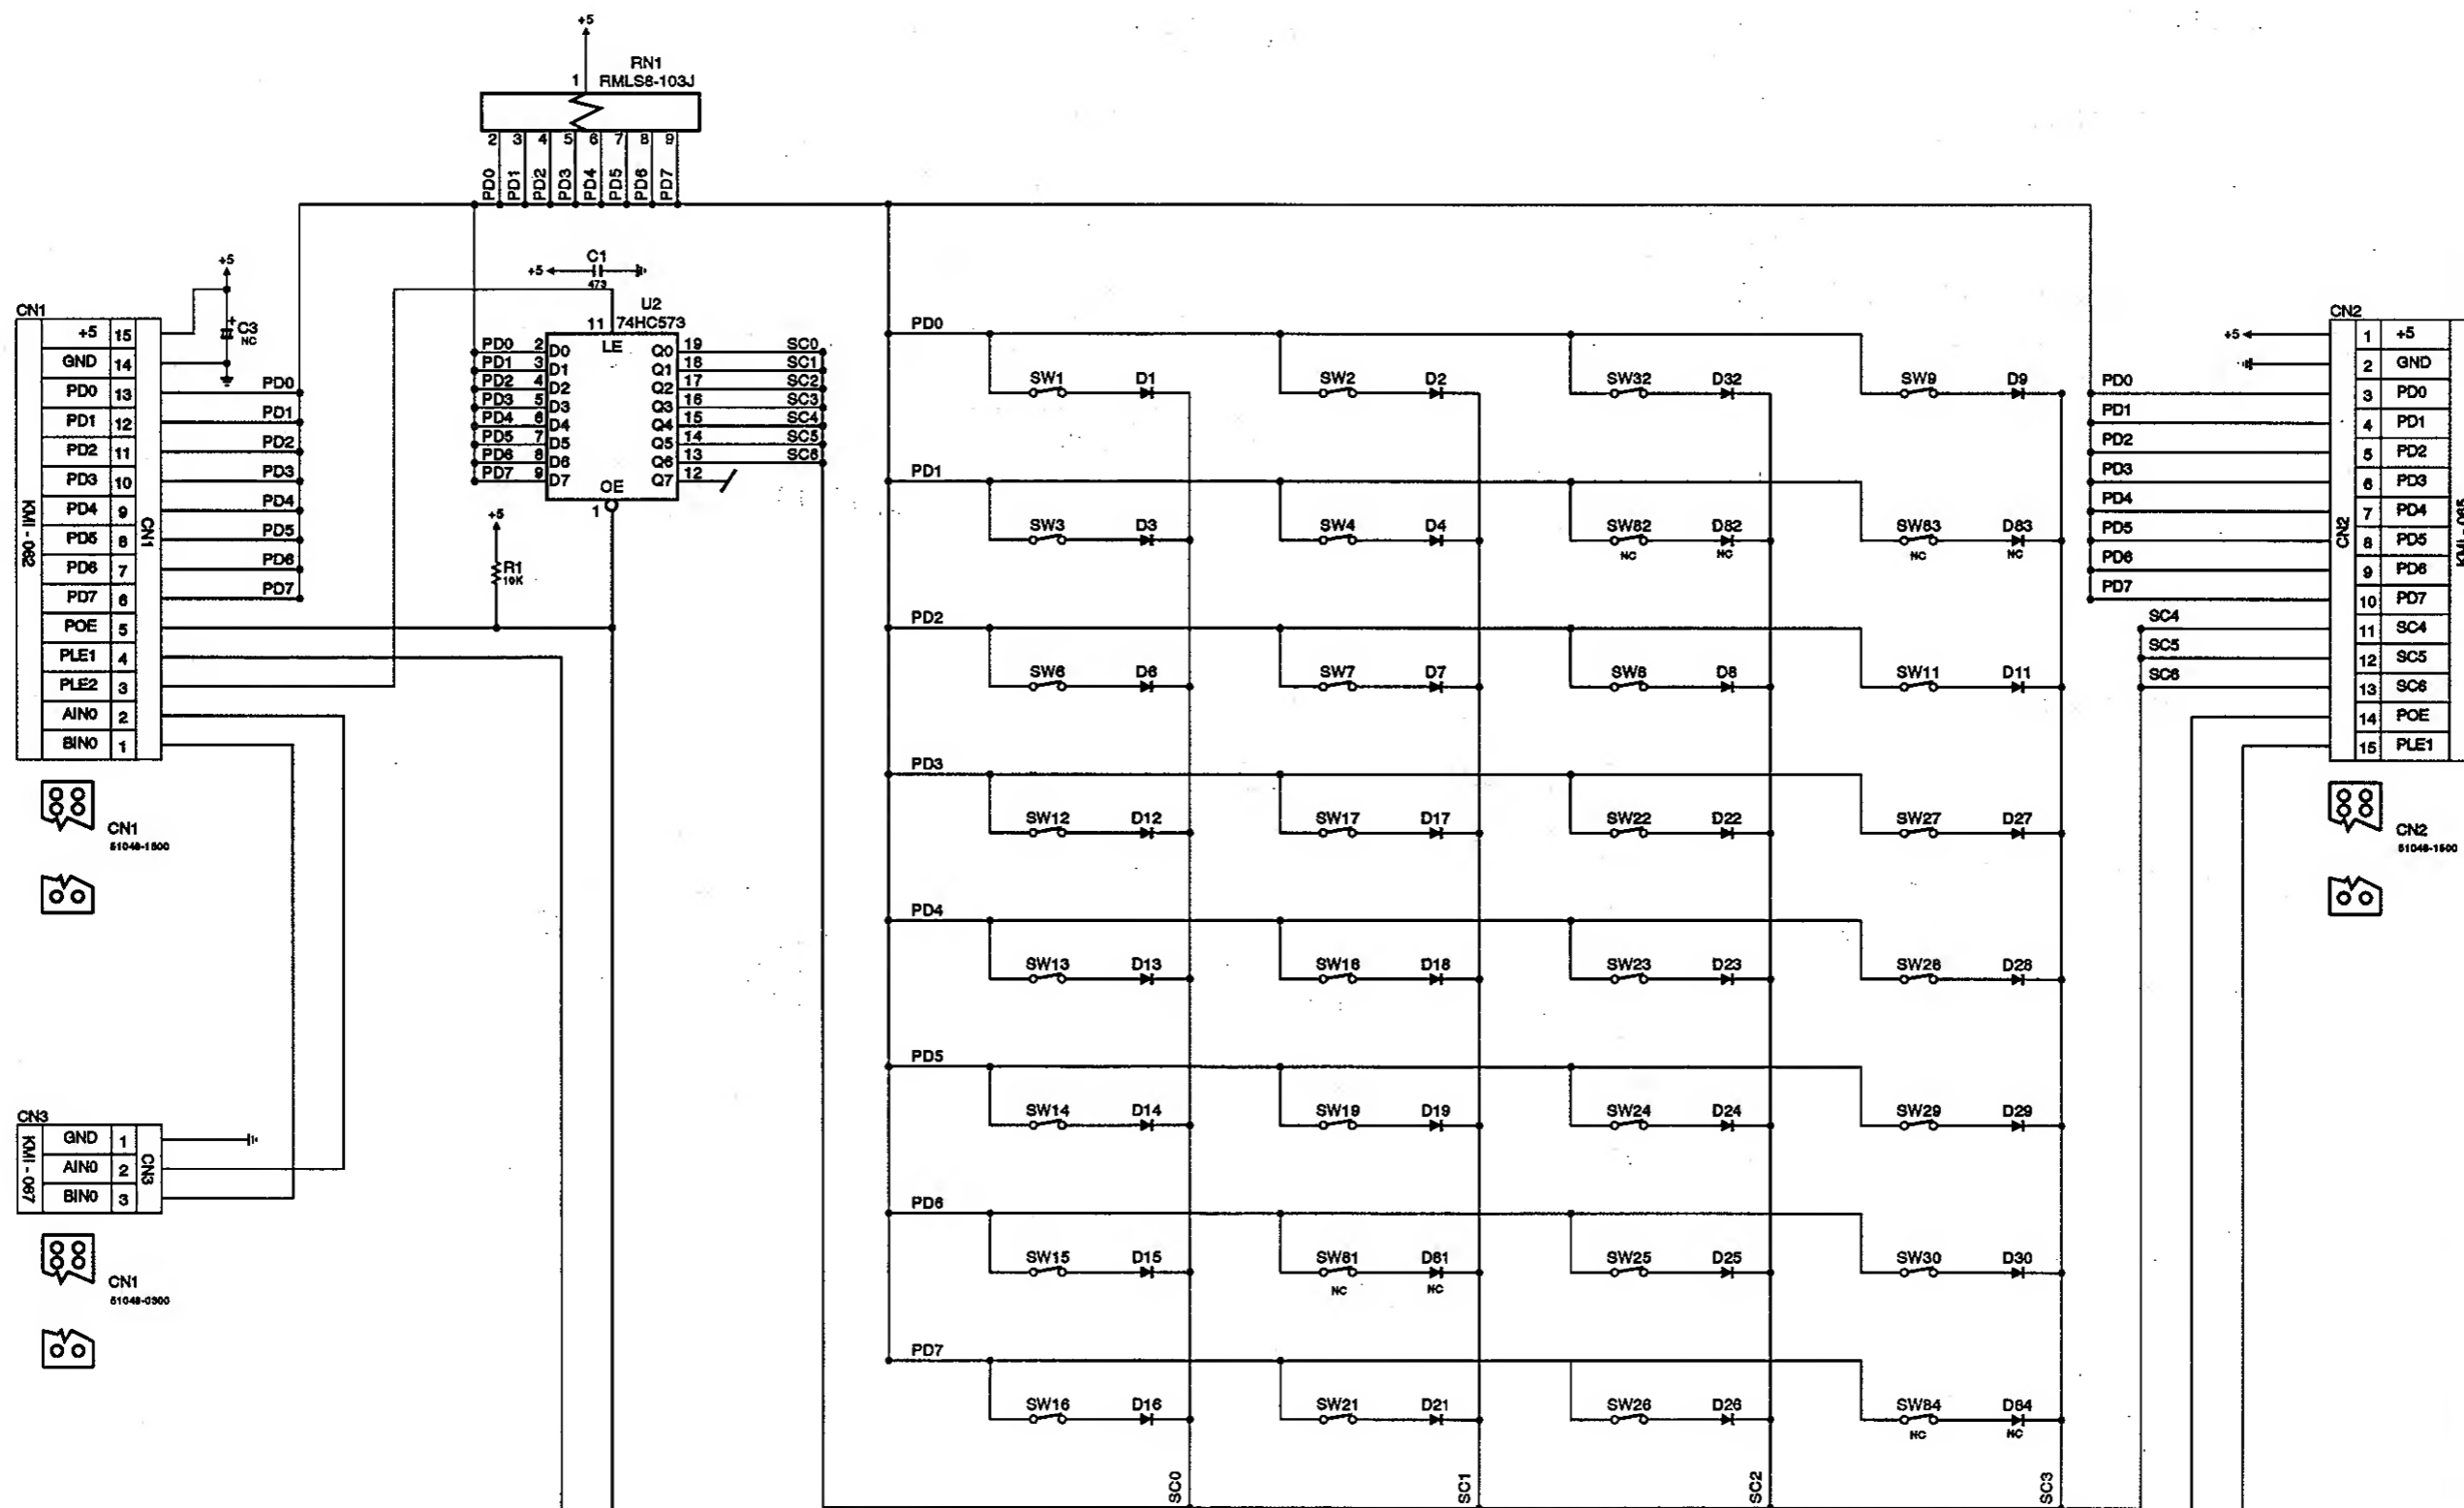 +5
RN1
1 RMLS8-103J
2 3 4 5 6 7 8 9
PD0 PD1 PD2 PD3 PD4 PD5 PD6 PD7
+5
C3
NC
C1
+5
473
U2
11 74HC573
LE
PD0 2 D0 Q0 19 SC0
PD1 3 D1 Q1 18 SC1
PD2 4 D2 Q2 17 SC2
PD3 5 D3 Q3 16 SC3
PD4 6 D4 Q4 15 SC4
PD5 7 D5 Q5 14 SC5
PD6 8 D6 Q6 13 SC6
PD7 9 D7 Q7 12
OE
1
+5
R1
10K
CN1
KMI - 062
CN1
+5 15
GND 14
PD0 13 PD0
PD1 12 PD1
PD2 11 PD2
PD3 10 PD3
PD4 9 PD4
PD5 8 PD5
PD6 7 PD6
PD7 6 PD7
POE 5
PLE1 4
PLE2 3
AIN0 2
BIN0 1
CN1
51048-1500
CN3
KMI - 067
CN3
GND 1
AIN0 2
BIN0 3
CN1
51048-0300
PD0
SW1 D1 SW2 D2 SW32 D32 SW9 D9
PD1
SW3 D3 SW4 D4 SW82 D82 SW83 D83
NC NC NC NC
PD2
SW6 D6 SW7 D7 SW8 D8 SW11 D11
PD3
SW12 D12 SW17 D17 SW22 D22 SW27 D27
PD4
SW13 D13 SW18 D18 SW23 D23 SW28 D28
PD5
SW14 D14 SW19 D19 SW24 D24 SW29 D29
PD6
SW15 D15 SW81 D81 SW25 D25 SW30 D30
NC NC
PD7
SW16 D16 SW21 D21 SW26 D26 SW84 D84
NC NC
SC0 SC1 SC2 SC3
CN2
CN2
+5 1 +5
2 GND
PD0 3 PD0
PD1 4 PD1
PD2 5 PD2
PD3 6 PD3
PD4 7 PD4
PD5 8 PD5
PD6 9 PD6
PD7 10 PD7
SC4 11 SC4
SC5 12 SC5
SC6 13 SC6
14 POE
15 PLE1
CN2
51048-1500